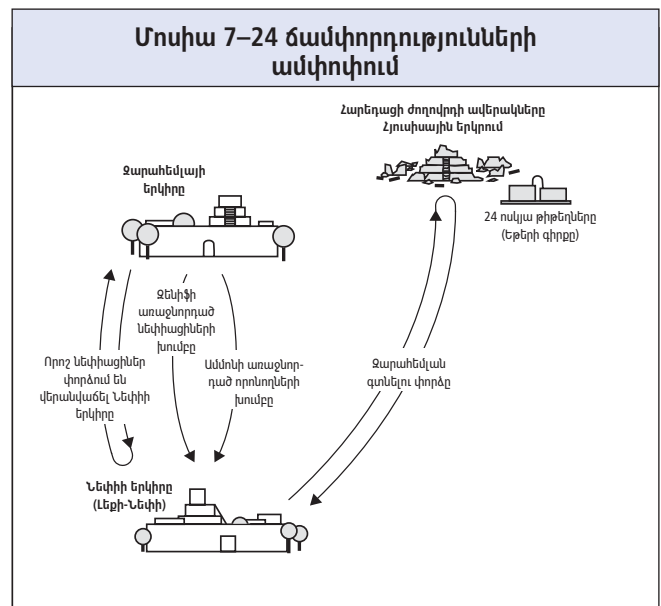 Մոսիա 7–24 ճամփորդությունների
ամփոփում
Հարեդացի ժողովրդի ավերակները
Հյուսիսային երկրում
Զարահեմլայի
երկիրը
24 ոսկյա թիթեղները
(Եթերի գիրքը)
Զենիֆի
առաջնորդած
նեփիացիների
խումբը
Որոշ նեփիացիներ
փորձում են
վերանվաճել Նեփիի
երկիրը
Ամմոնի առաջնոր-
դած որոնողների
խումբը
Զարահեմլան
գտնելու փորձը
Նեփիի երկիրը
(Լեքի-Նեփի)